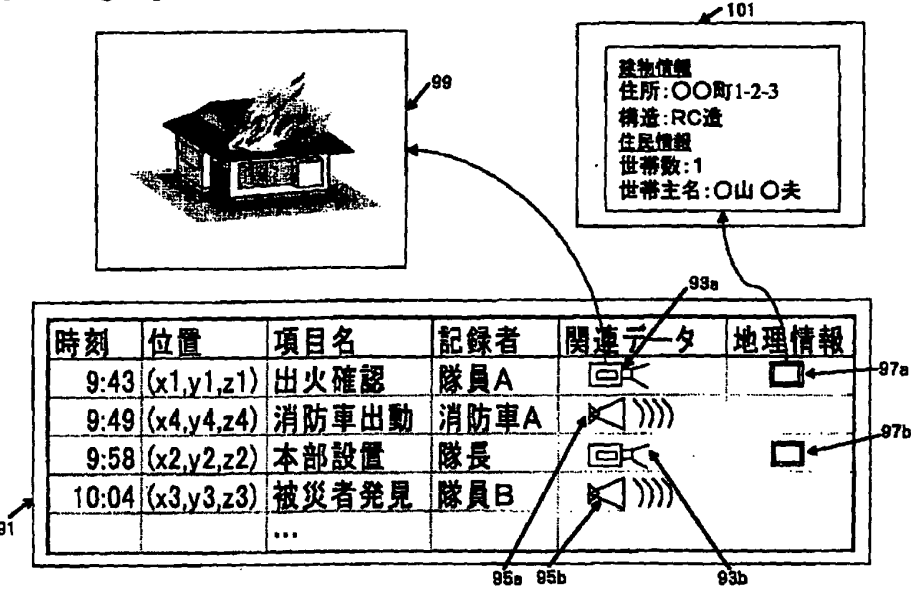 101
99
建物情報
住所:〇〇町1-2-3
構造:RC造
住民情報
世帯数:1
世帯主名:〇山 〇夫
93a
時刻 位置 項目名 記録者 関連データ 地理情報
9:43 (x1,y1,z1) 出火確認 隊員A
97a
9:49 (x4,y4,z4) 消防車出動 消防車A
97b
9:58 (x2,y2,z2) 本部設置 隊長
10:04 (x3,y3,z3) 被災者発見 隊員B
91
...
95a 95b 93b